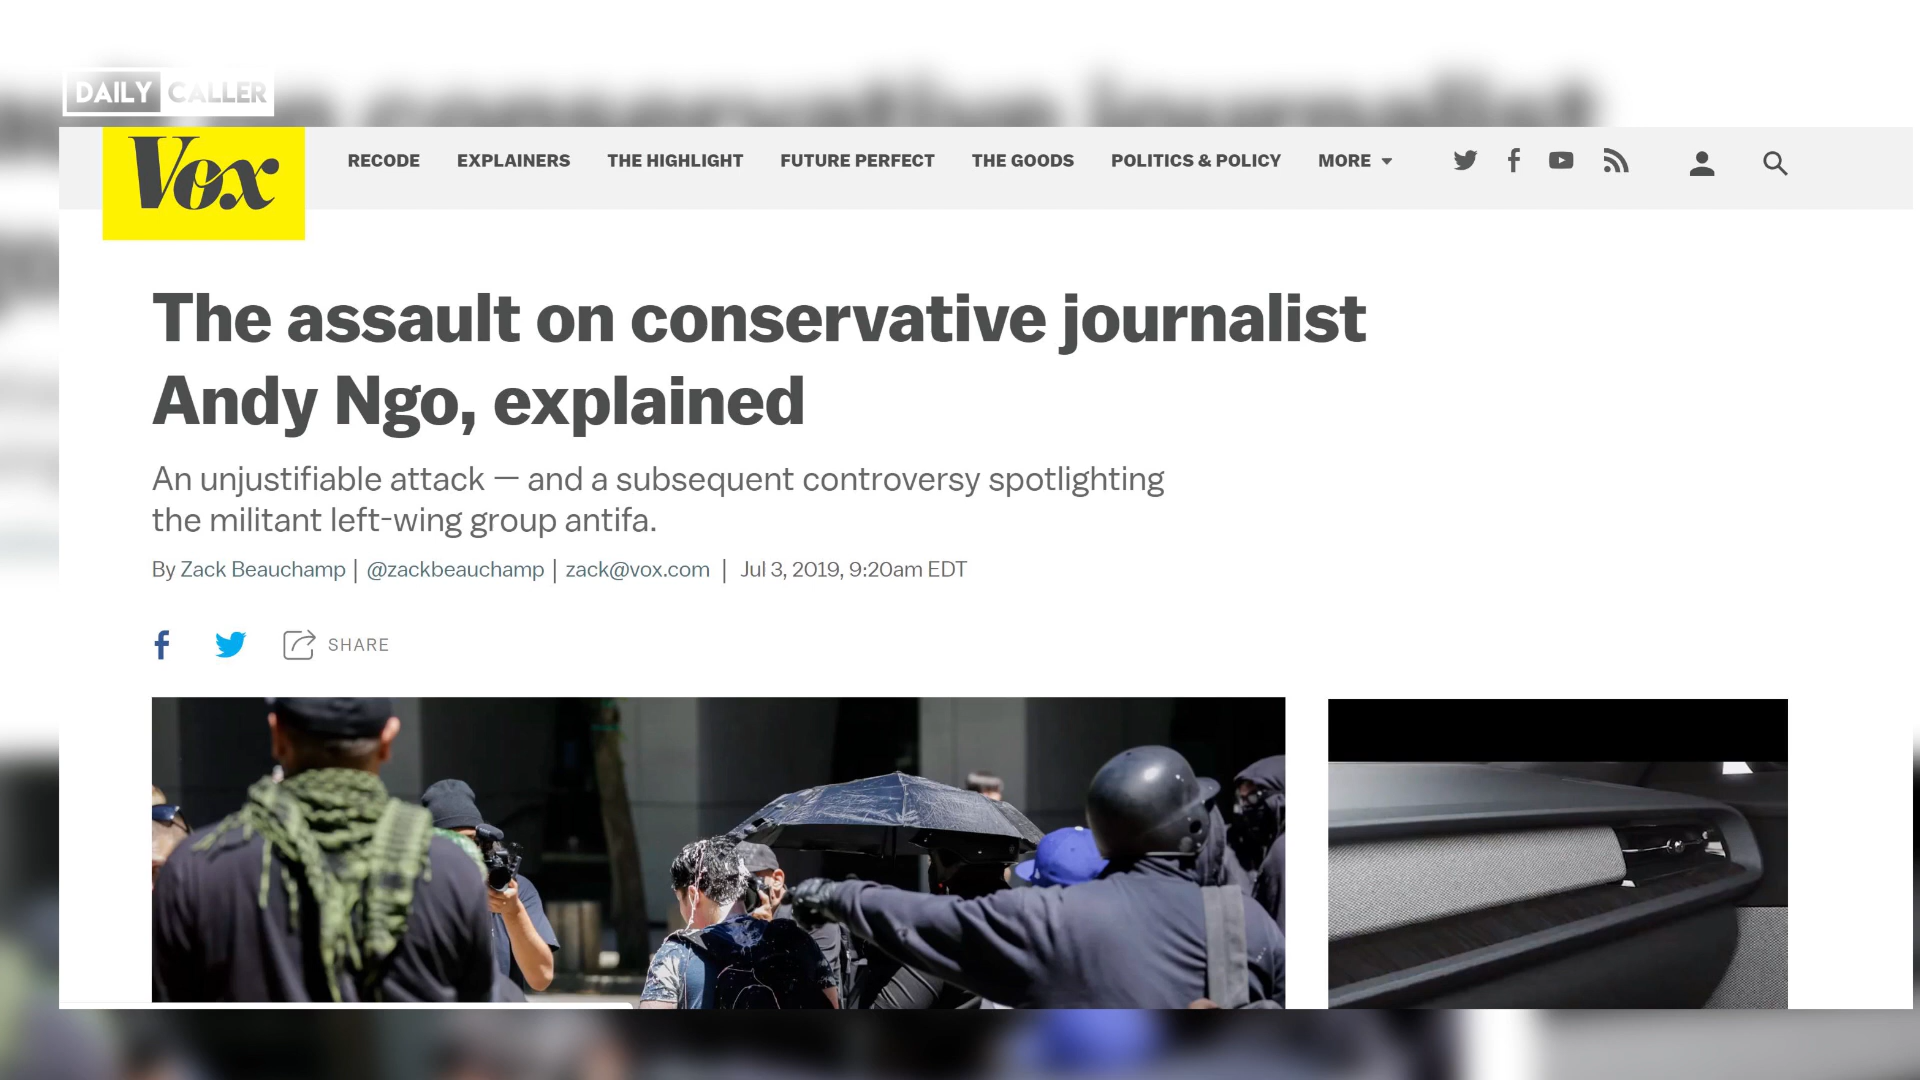 DAILY CALLER
Vox
RECODE EXPLAINERS THE HIGHLIGHT FUTURE PERFECT THE GOODS POLITICS & POLICY MORE
The assault on conservative journalist
Andy Ngo, explained
An unjustifiable attack — and a subsequent controversy spotlighting
the militant left-wing group antifa.
By Zack Beauchamp | @zackbeauchamp | zack@vox.com | Jul 3, 2019, 9:20am EDT
SHARE